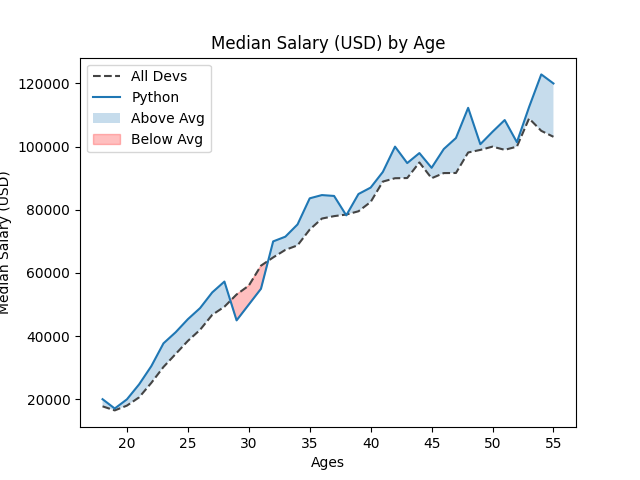 Median Salary (USD) by Age
All Devs
Python
Above Avg
Below Avg
120000
100000
80000
60000
40000
20000
Median Salary (USD)
20 25 30 35 40 45 50 55
Ages